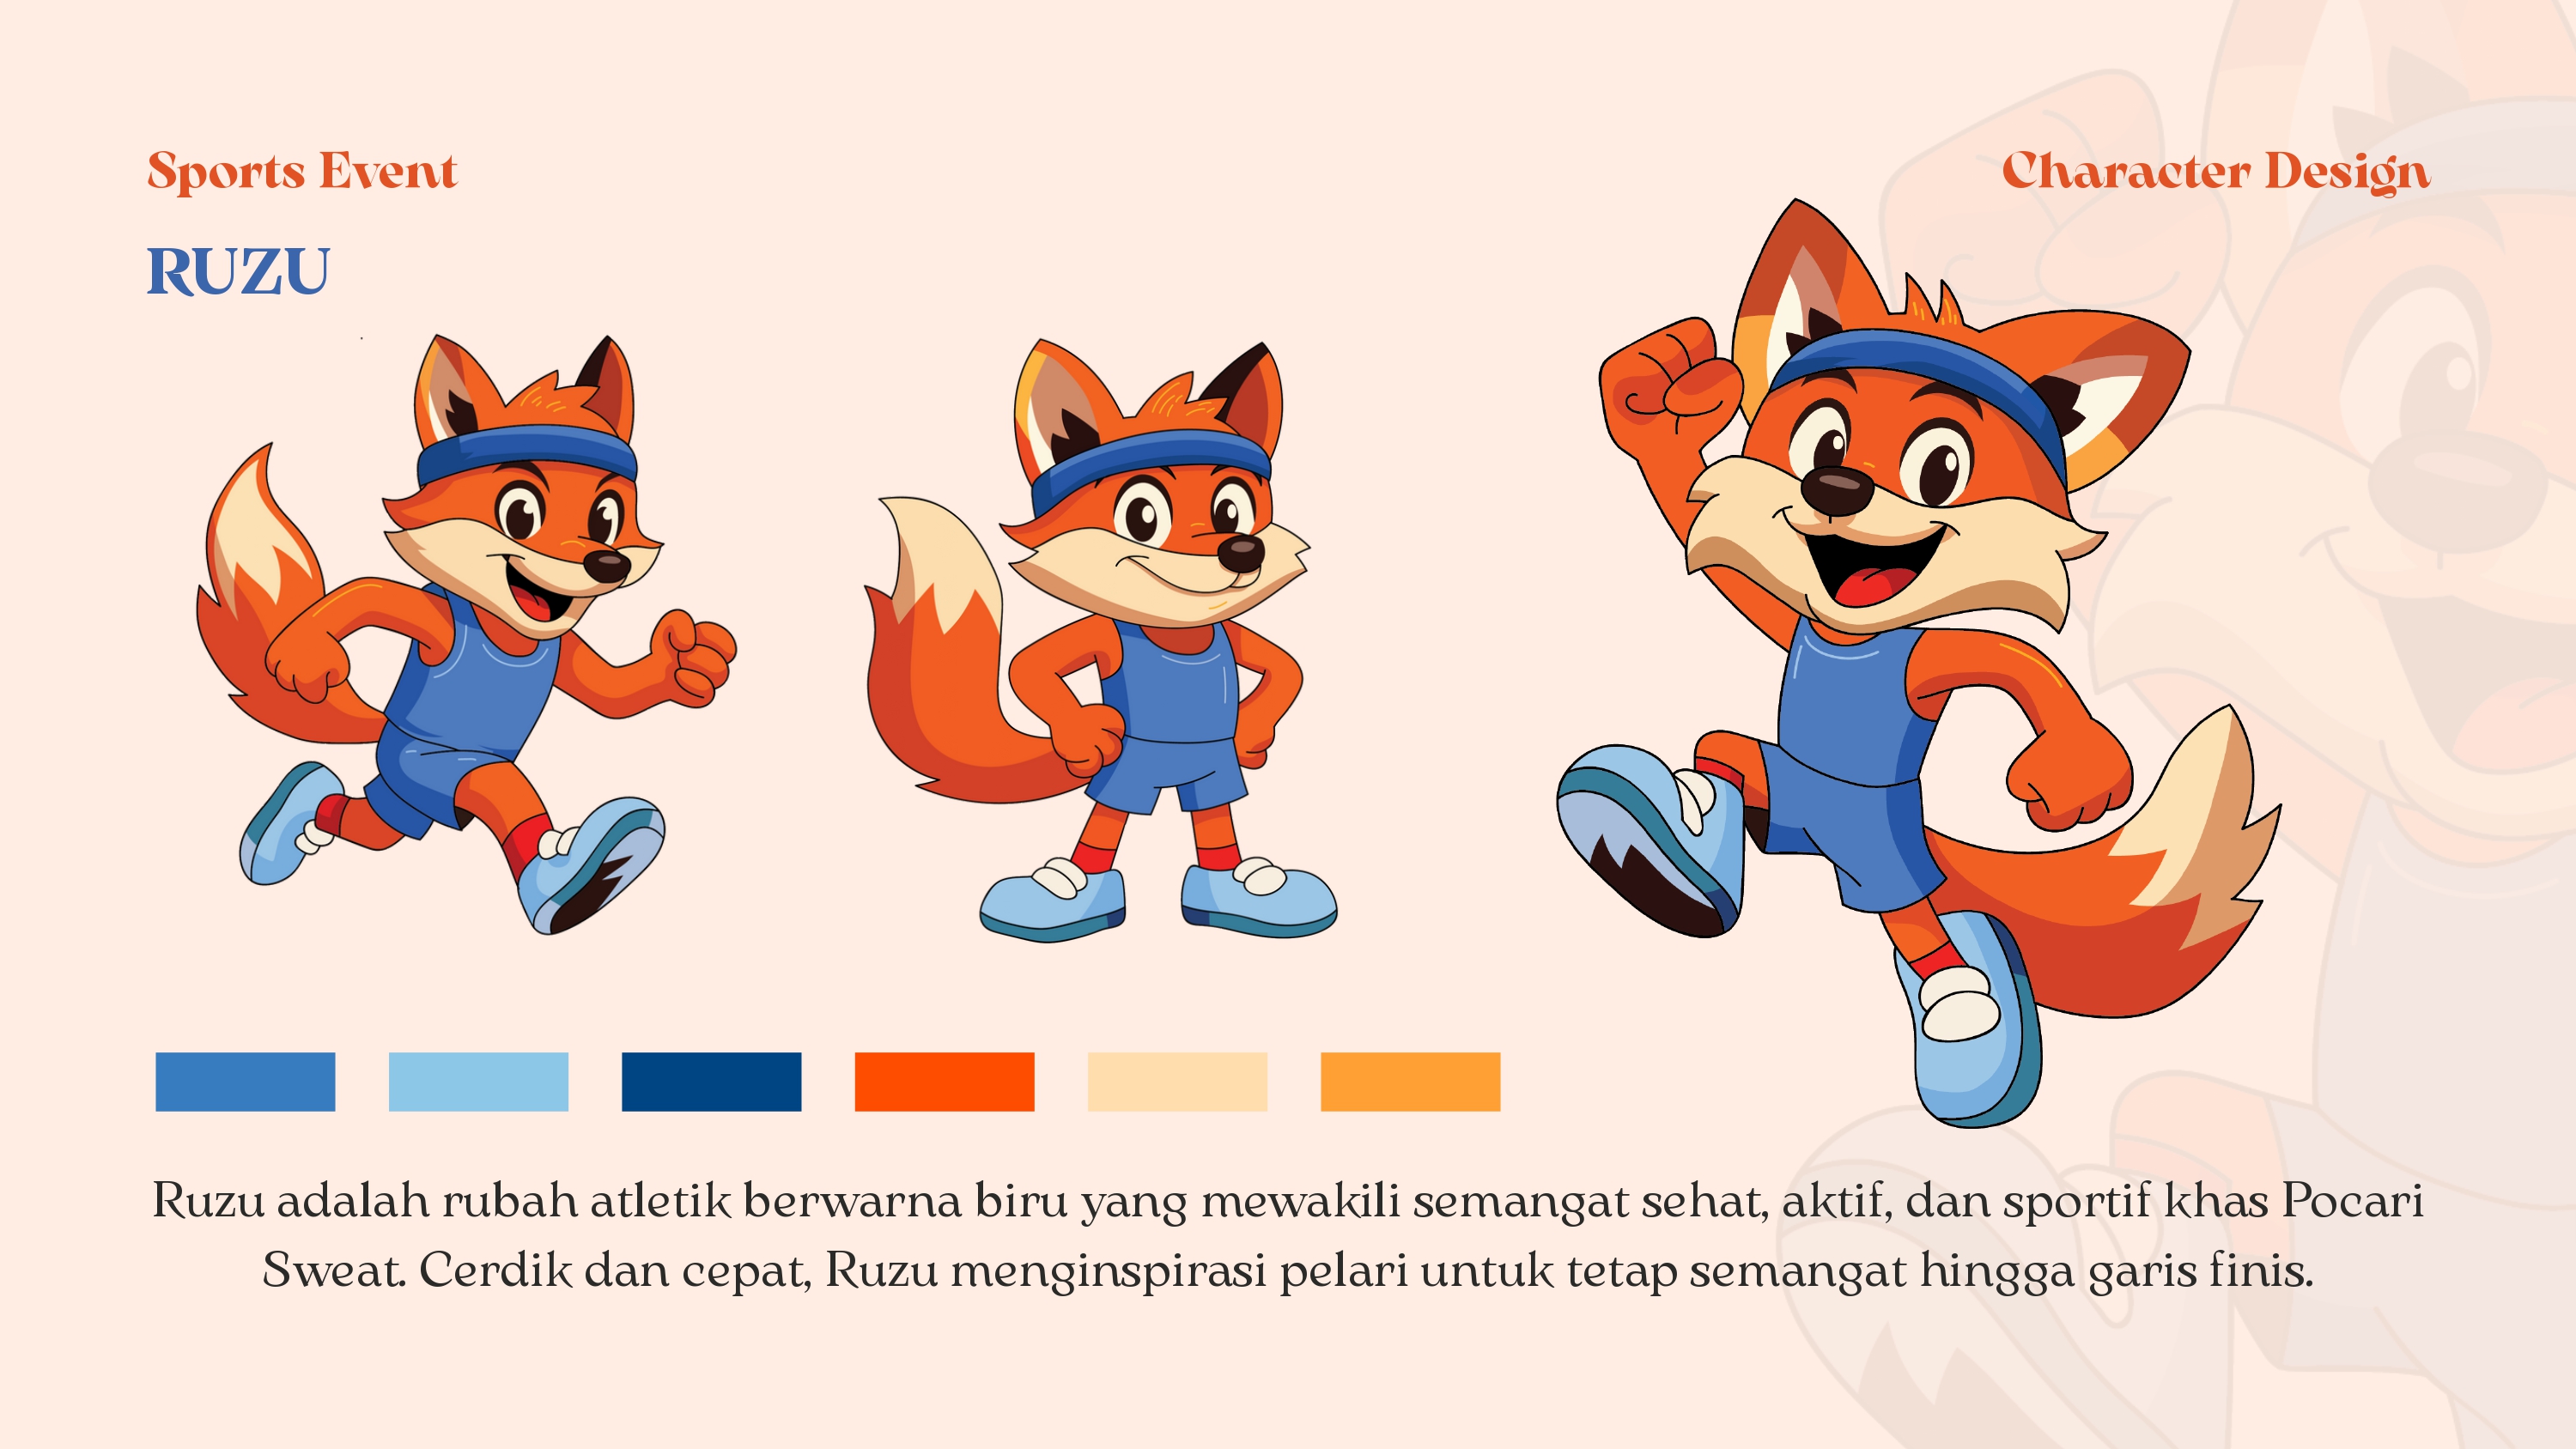 Sports Event
Character Design
RUZU
Ruzu adalah rubah atletik berwarna biru yang mewakili semangat sehat, aktif, dan sportif khas Pocari
Sweat. Cerdik dan cepat, Ruzu menginspirasi pelari untuk tetap semangat hingga garis finis.